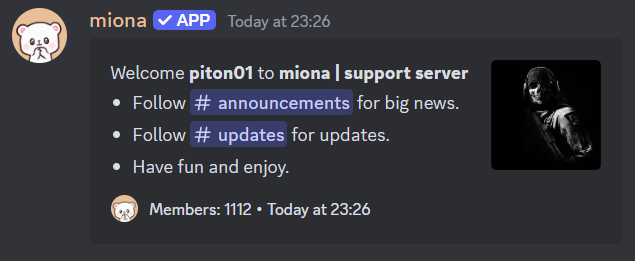 miona ✓ APP Today at 23:26
Welcome piton01 to miona | support server
• Follow # announcements for big news.
• Follow # updates for updates.
• Have fun and enjoy.
Members: 1112 • Today at 23:26